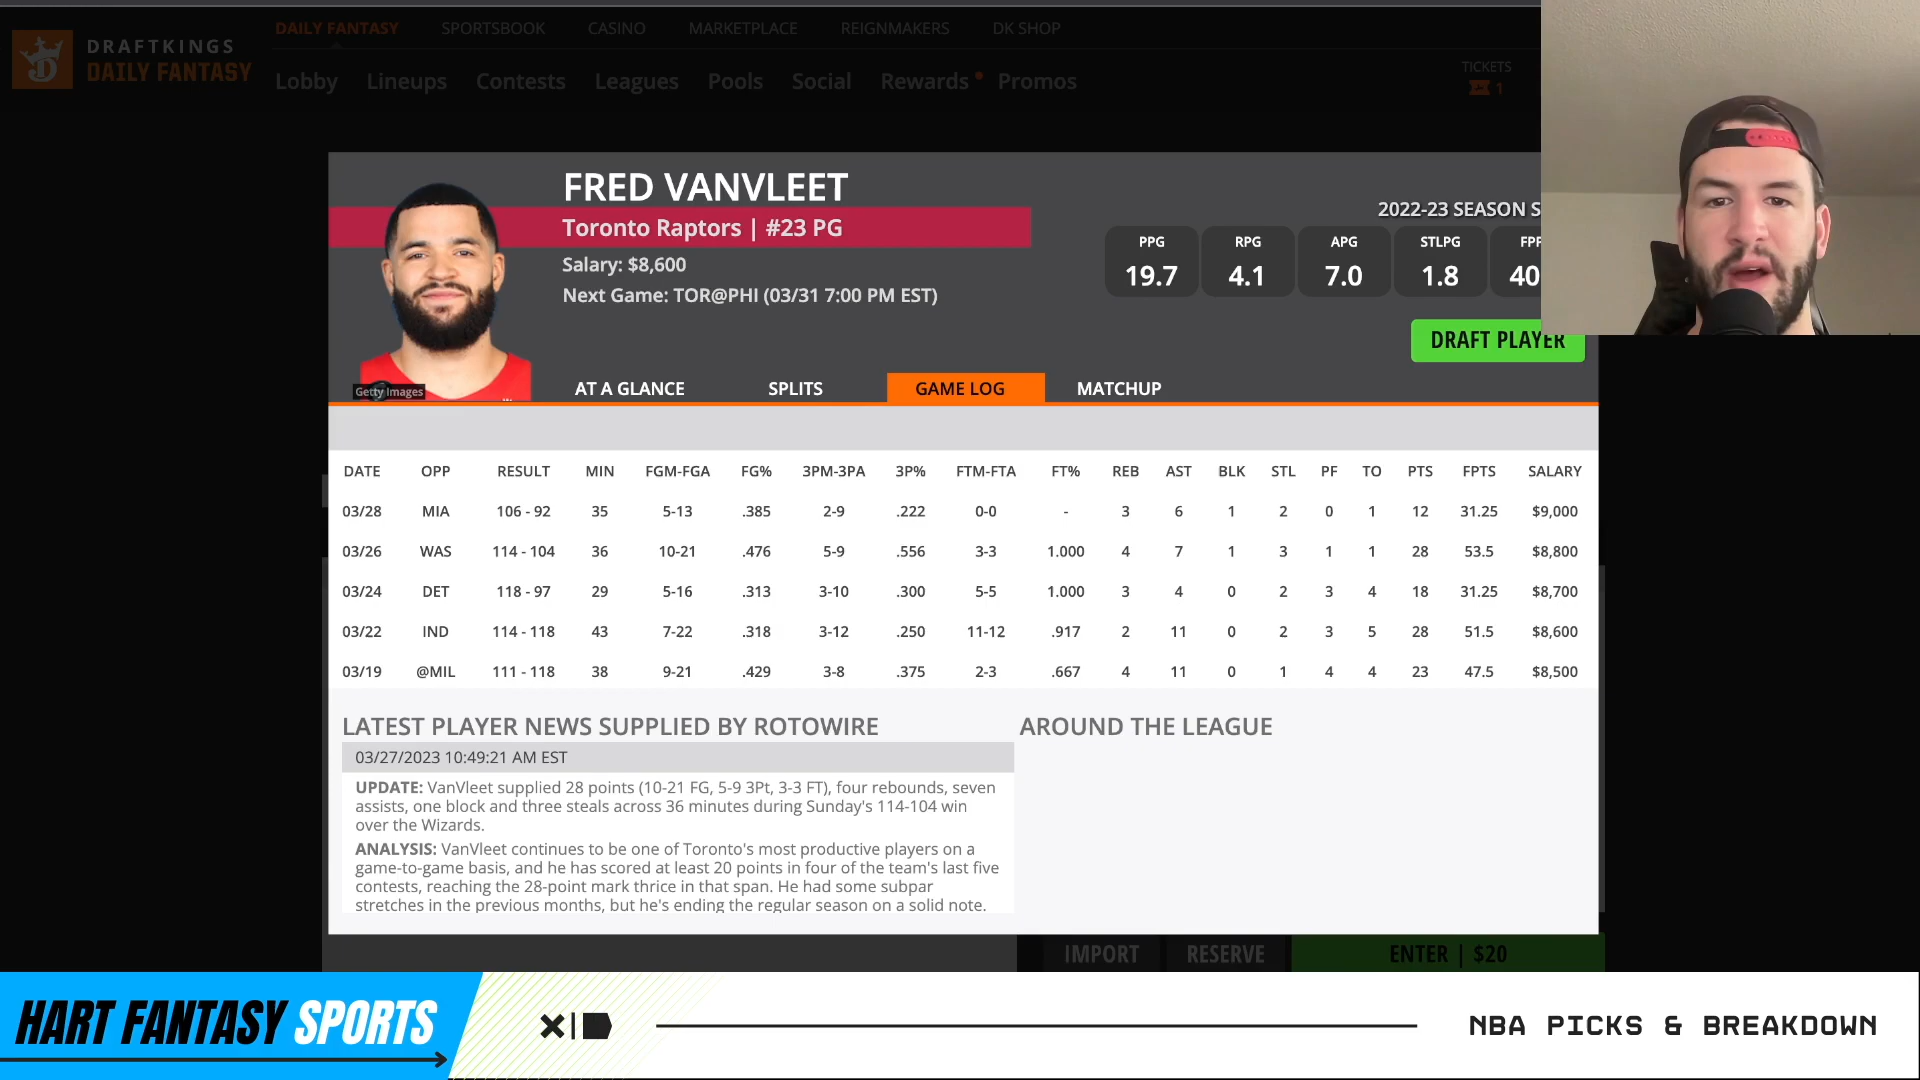 DAILY FANTASY SPORTSBOOK CASINO MARKETPLACE REIGNMAKERS DK SHOP
DRAFTKINGS
DAILY FANTASY
Lobby Lineups Contests Leagues Pools Social Rewards Promos
TICKETS
1
FRED VANVLEET
Toronto Raptors | #23 PG
Salary: $8,600
Next Game: TOR@PHI (03/31 7:00 PM EST)
2022-23 SEASON S
PPG RPG APG STLPG FPP
19.7 4.1 7.0 1.8 40
DRAFT PLAYER
Getty Images
AT A GLANCE SPLITS GAME LOG MATCHUP
DATE OPP RESULT MIN FGM-FGA FG% 3PM-3PA 3P% FTM-FTA FT% REB AST BLK STL PF TO PTS FPTS SALARY
03/28 MIA 106 - 92 35 5-13 .385 2-9 .222 0-0 - 3 6 1 2 0 1 12 31.25 $9,000
03/26 WAS 114 - 104 36 10-21 .476 5-9 .556 3-3 1.000 4 7 1 3 1 1 28 53.5 $8,800
03/24 DET 118 - 97 29 5-16 .313 3-10 .300 5-5 1.000 3 4 0 2 3 4 18 31.25 $8,700
03/22 IND 114 - 118 43 7-22 .318 3-12 .250 11-12 .917 2 11 0 2 3 5 28 51.5 $8,600
03/19 @MIL 111 - 118 38 9-21 .429 3-8 .375 2-3 .667 4 11 0 1 4 4 23 47.5 $8,500
LATEST PLAYER NEWS SUPPLIED BY ROTOWIRE
03/27/2023 10:49:21 AM EST
UPDATE: VanVleet supplied 28 points (10-21 FG, 5-9 3Pt, 3-3 FT), four rebounds, seven
assists, one block and three steals across 36 minutes during Sunday's 114-104 win
over the Wizards.
ANALYSIS: VanVleet continues to be one of Toronto's most productive players on a
game-to-game basis, and he has scored at least 20 points in four of the team's last five
contests, reaching the 28-point mark thrice in that span. He had some subpar
stretches in the previous months, but he's ending the regular season on a solid note.
AROUND THE LEAGUE
IMPORT RESERVE ENTER | $20
HART FANTASY SPORTS
NBA PICKS & BREAKDOWN